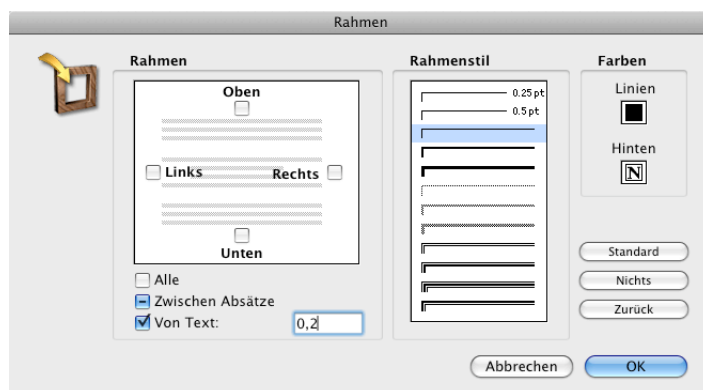 Rahmen
Rahmen
Oben
Links
Rechts
Unten
Alle
Zwischen Absätze
Von Text:
0,2
Rahmenstil
0.25 pt
0.5 pt
Farben
Linien
Hinten
N
Standard
Nichts
Zurück
Abbrechen
OK